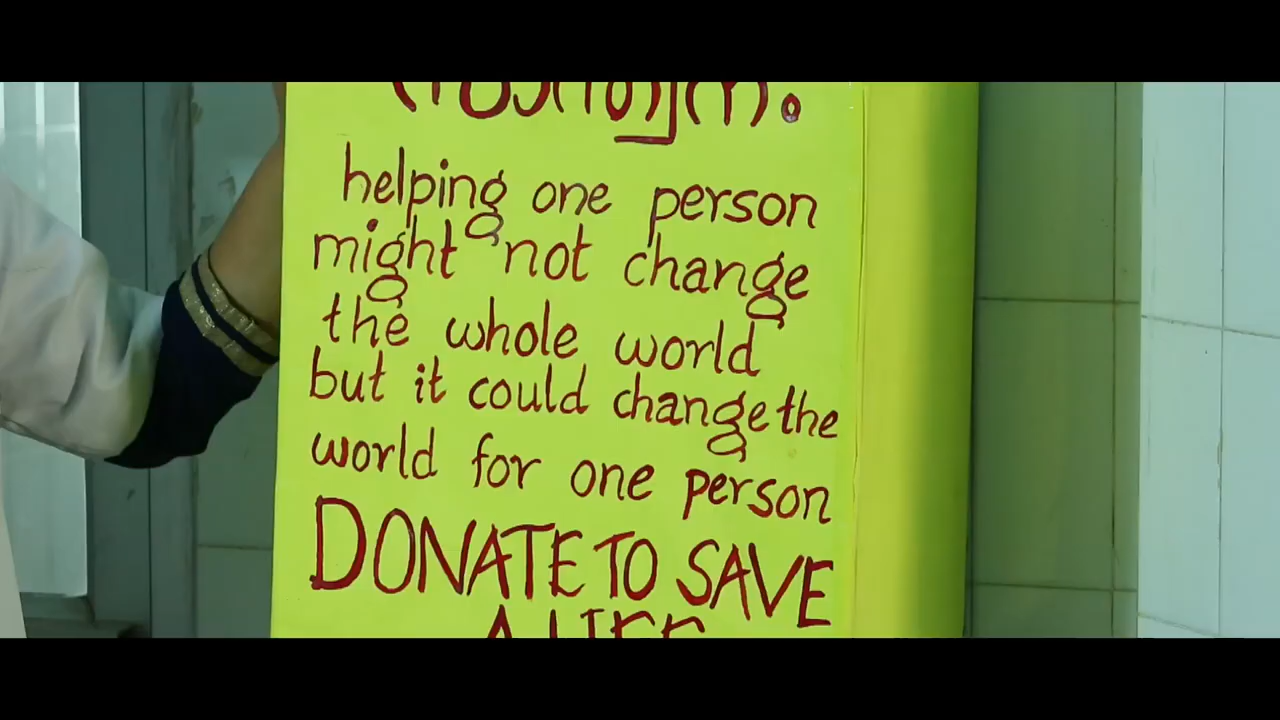 helping one person
might not change
the whole world
but it could change the
world for one person
DONATE TO SAVE
A LIFE